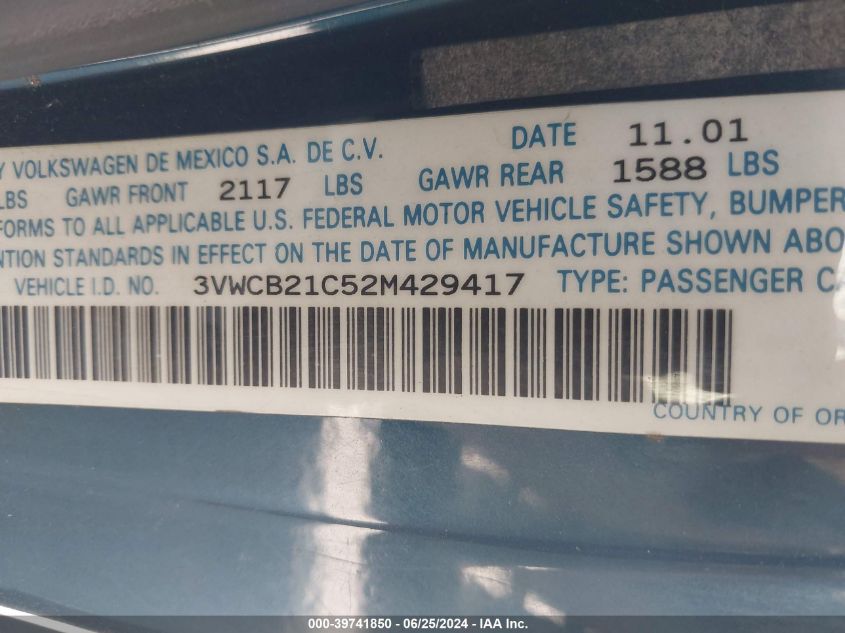 Y VOLKSWAGEN DE MEXICO S.A. DE C.V. DATE 11.01
LBS GAWR FRONT 2117 LBS GAWR REAR 1588 LBS
FORMS TO ALL APPLICABLE U.S. FEDERAL MOTOR VEHICLE SAFETY, BUMPER
NTION STANDARDS IN EFFECT ON THE DATE OF MANUFACTURE SHOWN ABO
VEHICLE I.D. NO. 3VWCB21C52M429417 TYPE: PASSENGER C
COUNTRY OF OR
000-39741850 - 06/25/2024 - IAA Inc.